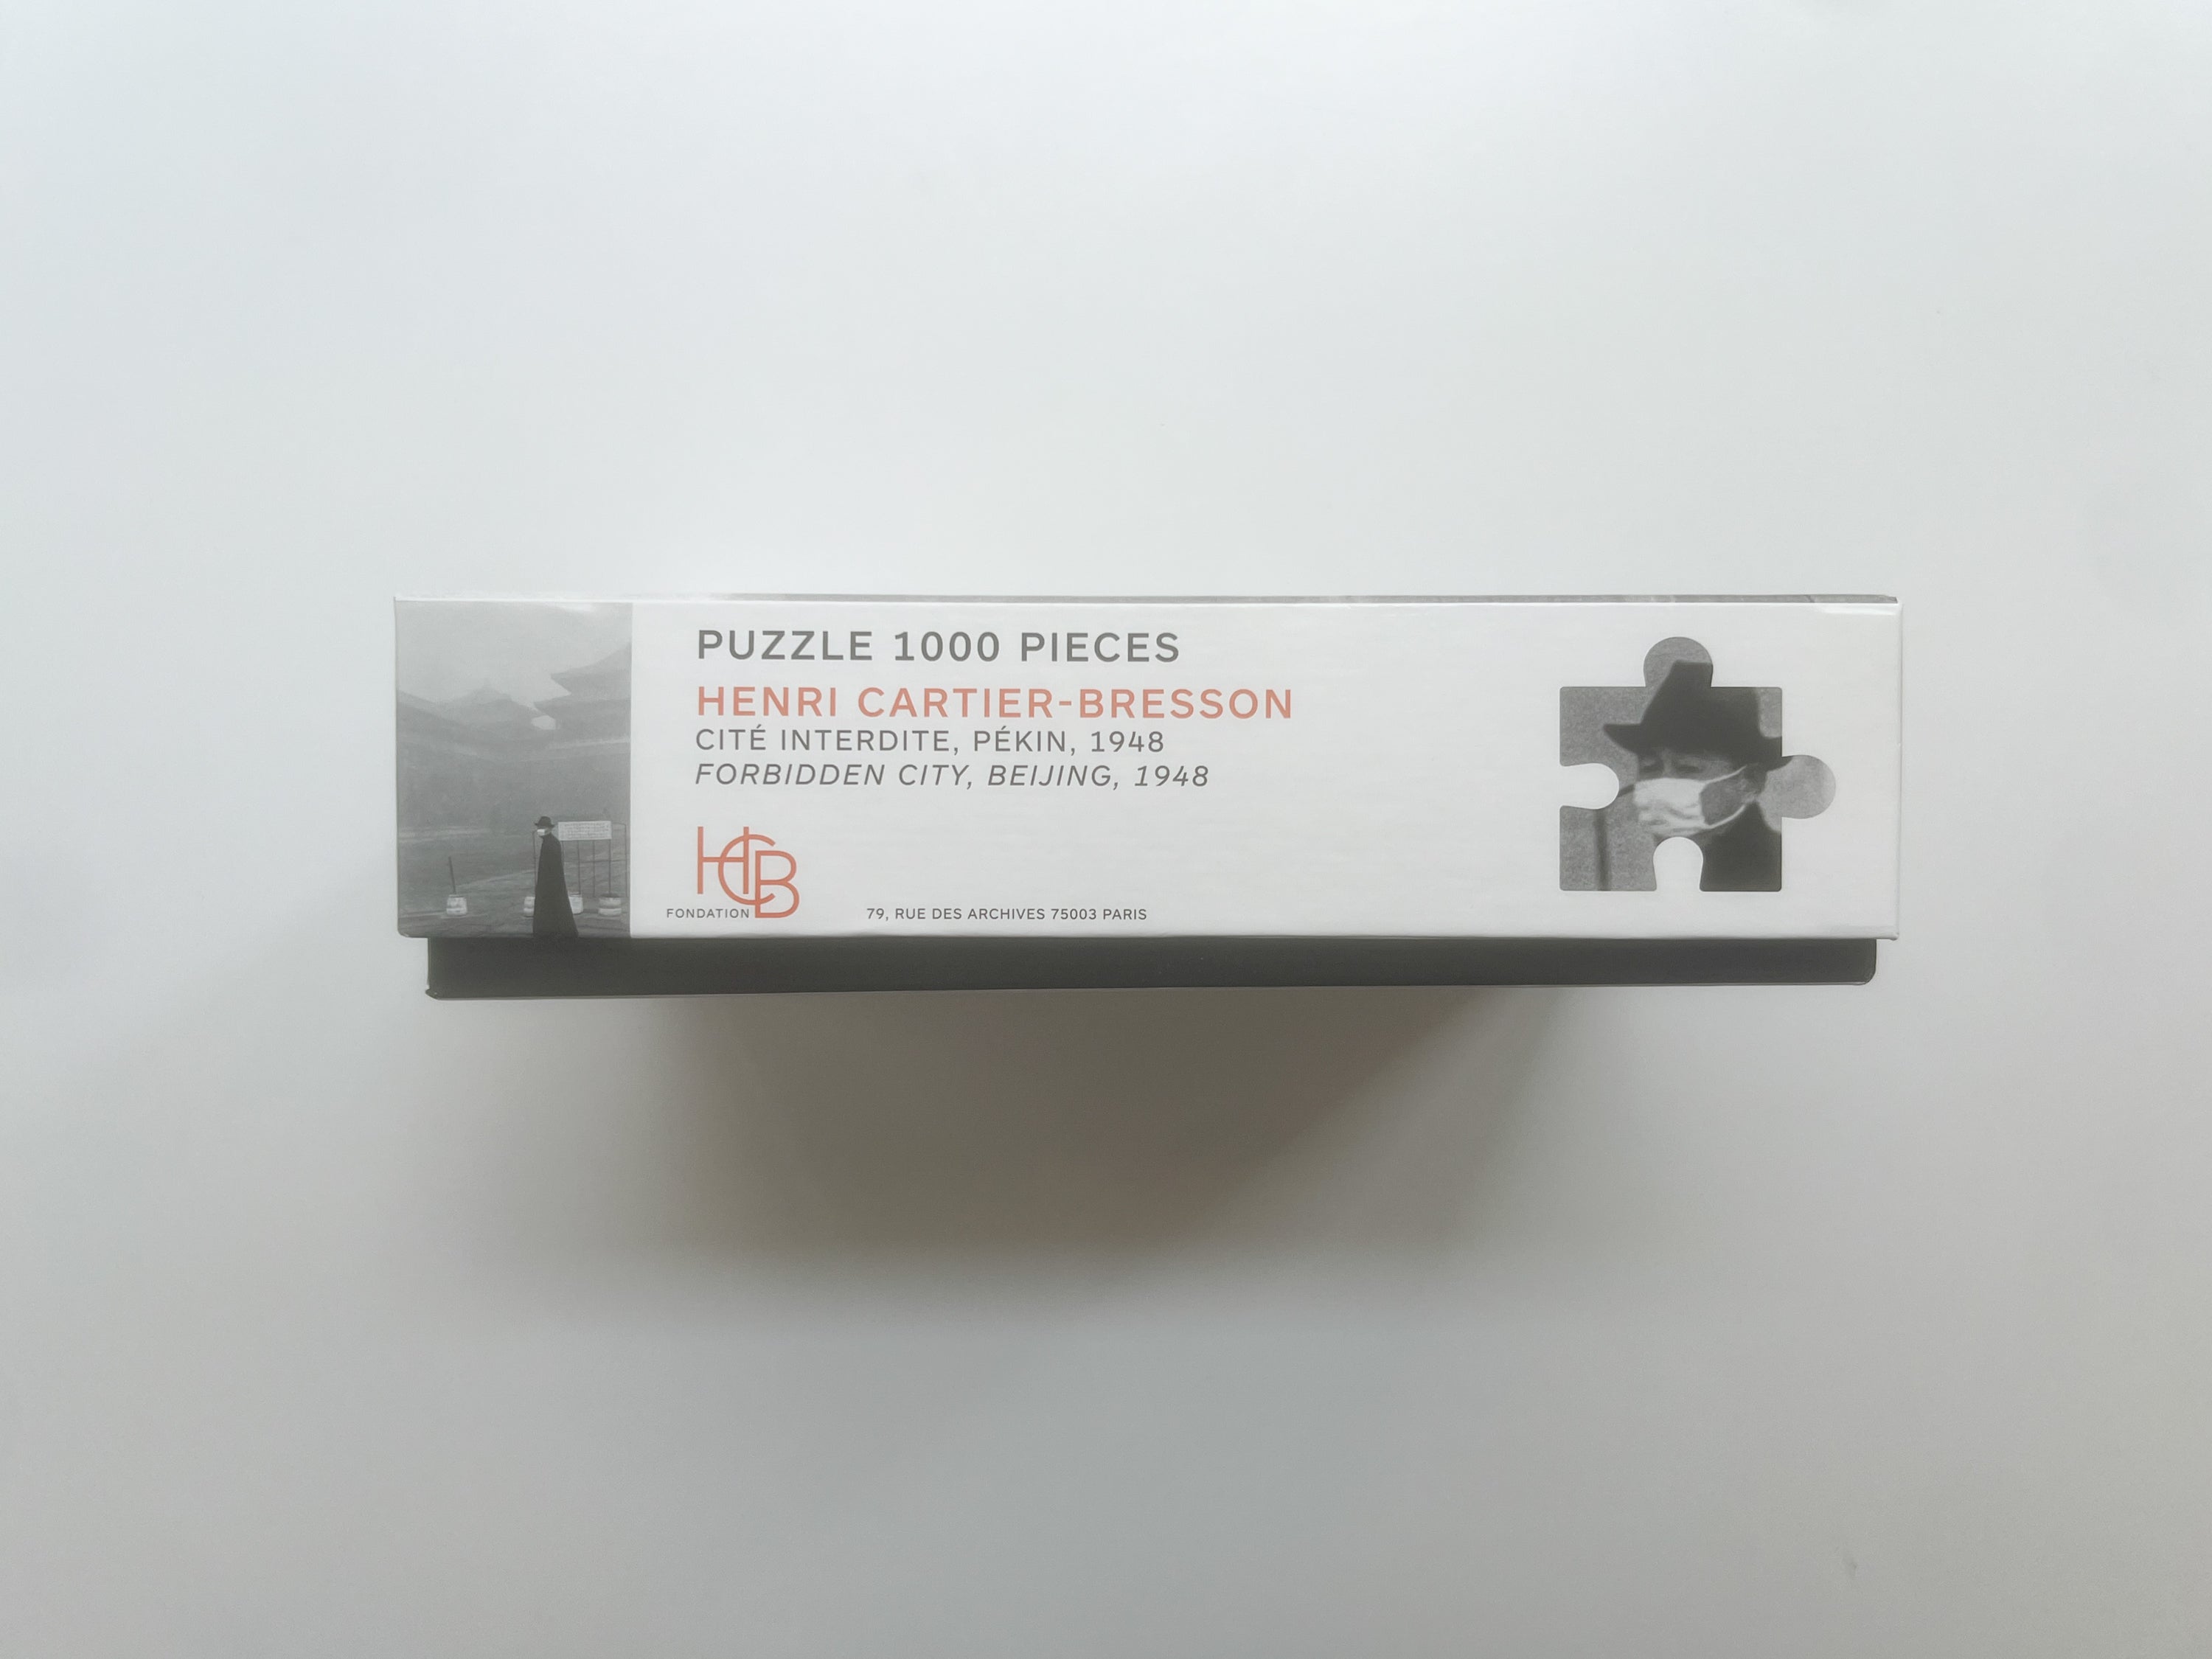 PUZZLE 1000 PIECES
HENRI CARTIER-BRESSON
CITÉ INTERDITE, PÉKIN, 1948
FORBIDDEN CITY, BEIJING, 1948
HCB
FONDATION
79, RUE DES ARCHIVES 75003 PARIS